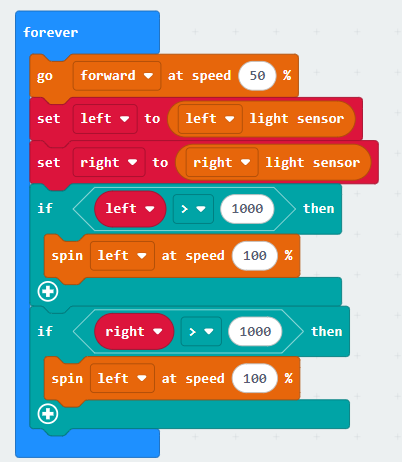 forever
go forward at speed 50 %
set left to left light sensor
set right to right light sensor
if left > 1000 then
spin left at speed 100 %
if right > 1000 then
spin left at speed 100 %